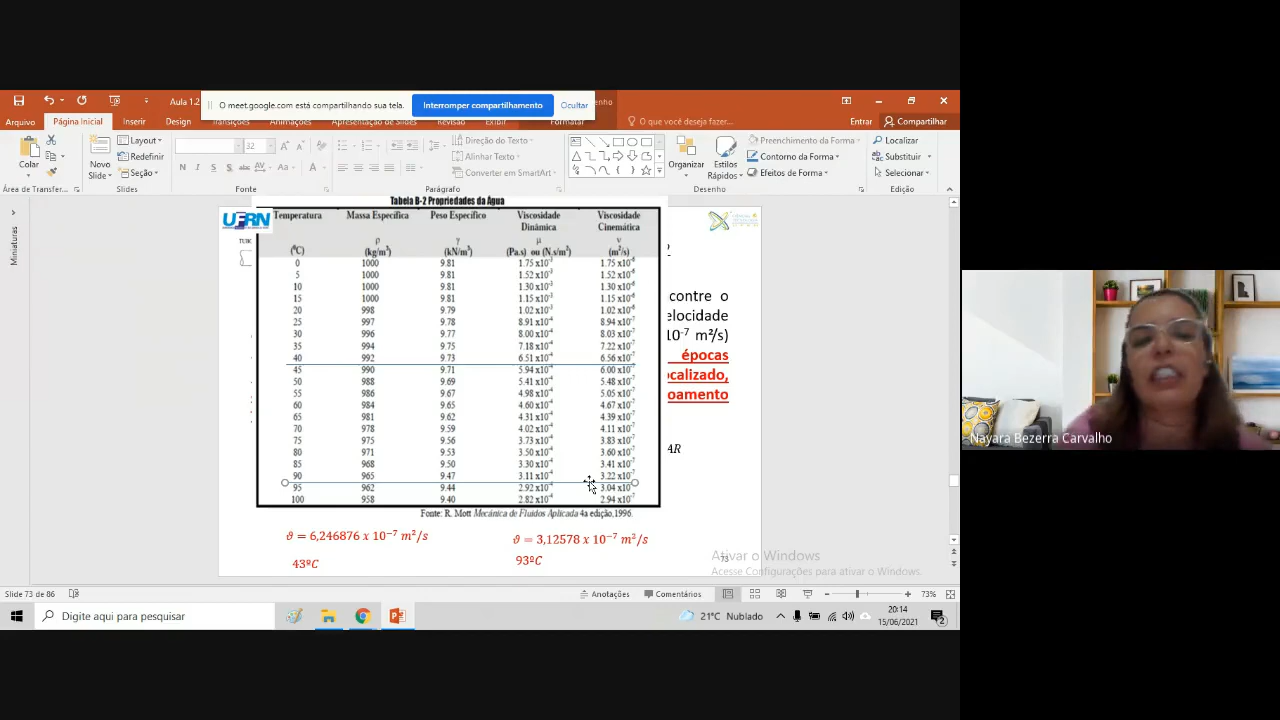 Aula 1.2
O meet.google.com está compartilhando sua tela.
Interromper compartilhamento
Ocultar
Arquivo
Página Inicial
Inserir
Design
Transições
Animações
Apresentação de Slides
Revisão
Exibir
Formatar
O que você deseja fazer...
Entrar
Compartilhar
Colar
Novo
Slide
Layout
Redefinir
Seção
32
N I S S abc AV Aa A
Direção do Texto
Alinhar Texto
Converter em SmartArt
Organizar
Estilos
Rápidos
Preenchimento da Forma
Contorno da Forma
Efeitos de Forma
Localizar
Substituir
Selecionar
Área de Transfer...
Slides
Fonte
Parágrafo
Desenho
Edição
Miniaturas
UFRN
Tabela B-2 Propriedades da Água
Temperatura Massa Específica Peso Específico Viscosidade Dinâmica Viscosidade Cinemática
(⁰C) ρ (kg/m³) γ (kN/m³) μ (Pa.s) ou (N.s/m²) ν (m²/s)
0 1000 9.81 1.75 x10⁻³ 1.75 x10⁻⁶
5 1000 9.81 1.52 x10⁻³ 1.52 x10⁻⁶
10 1000 9.81 1.30 x10⁻³ 1.30 x10⁻⁶
15 1000 9.81 1.15 x10⁻³ 1.15 x10⁻⁶
20 998 9.79 1.02 x10⁻³ 1.02 x10⁻⁶
25 997 9.78 8.91 x10⁻⁴ 8.94 x10⁻⁷
30 996 9.77 8.00 x10⁻⁴ 8.03 x10⁻⁷
35 994 9.75 7.18 x10⁻⁴ 7.22 x10⁻⁷
40 992 9.73 6.51 x10⁻⁴ 6.56 x10⁻⁷
45 990 9.71 5.94 x10⁻⁴ 6.00 x10⁻⁷
50 988 9.69 5.41 x10⁻⁴ 5.48 x10⁻⁷
55 986 9.67 4.98 x10⁻⁴ 5.05 x10⁻⁷
60 984 9.65 4.60 x10⁻⁴ 4.67 x10⁻⁷
65 981 9.62 4.31 x10⁻⁴ 4.39 x10⁻⁷
70 978 9.59 4.02 x10⁻⁴ 4.11 x10⁻⁷
75 975 9.56 3.73 x10⁻⁴ 3.83 x10⁻⁷
80 971 9.53 3.50 x10⁻⁴ 3.60 x10⁻⁷
85 968 9.50 3.30 x10⁻⁴ 3.41 x10⁻⁷
90 965 9.47 3.11 x10⁻⁴ 3.22 x10⁻⁷
95 962 9.44 2.92 x10⁻⁴ 3.04 x10⁻⁷
100 958 9.40 2.82 x10⁻⁴ 2.94 x10⁻⁷
Fonte: R. Mott Mecánica de Fluidos Aplicada 4a edição,1996.
contre o
elocidade
10⁻⁷ m²/s)
épocas
ocalizado,
oamento
AR
ϑ = 6,246876 x 10⁻⁷ m²/s
43ºC
ϑ = 3,12578 x 10⁻⁷ m²/s
93ºC
73
Ativar o Windows
Acesse Configurações para ativar o Windows.
Slide 73 de 86
Anotações
Comentários
73%
Digite aqui para pesquisar
21°C Nublado
20:14
15/06/2021
2
Nayara Bezerra Carvalho